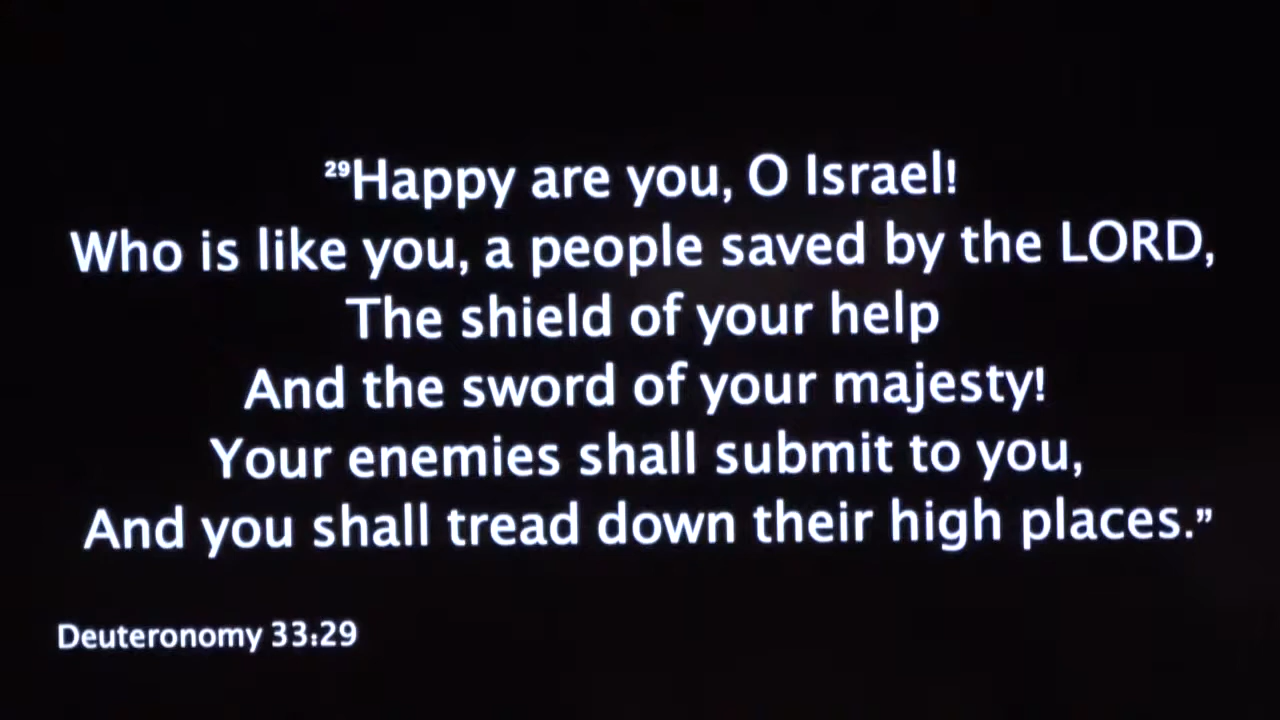 ²⁹Happy are you, O Israel!
Who is like you, a people saved by the LORD,
The shield of your help
And the sword of your majesty!
Your enemies shall submit to you,
And you shall tread down their high places.”
Deuteronomy 33:29